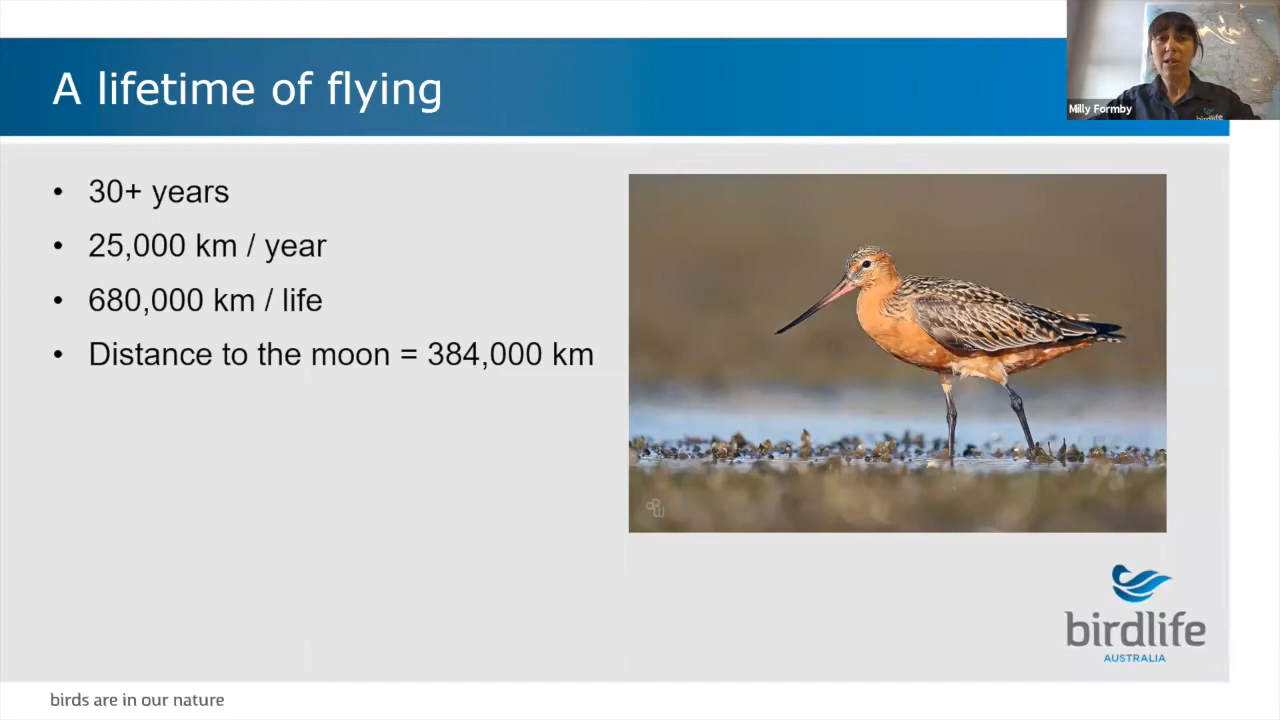 A lifetime of flying
Milly Formby
birdlife
• 30+ years
• 25,000 km / year
• 680,000 km / life
• Distance to the moon = 384,000 km
birdlife
AUSTRALIA
birds are in our nature